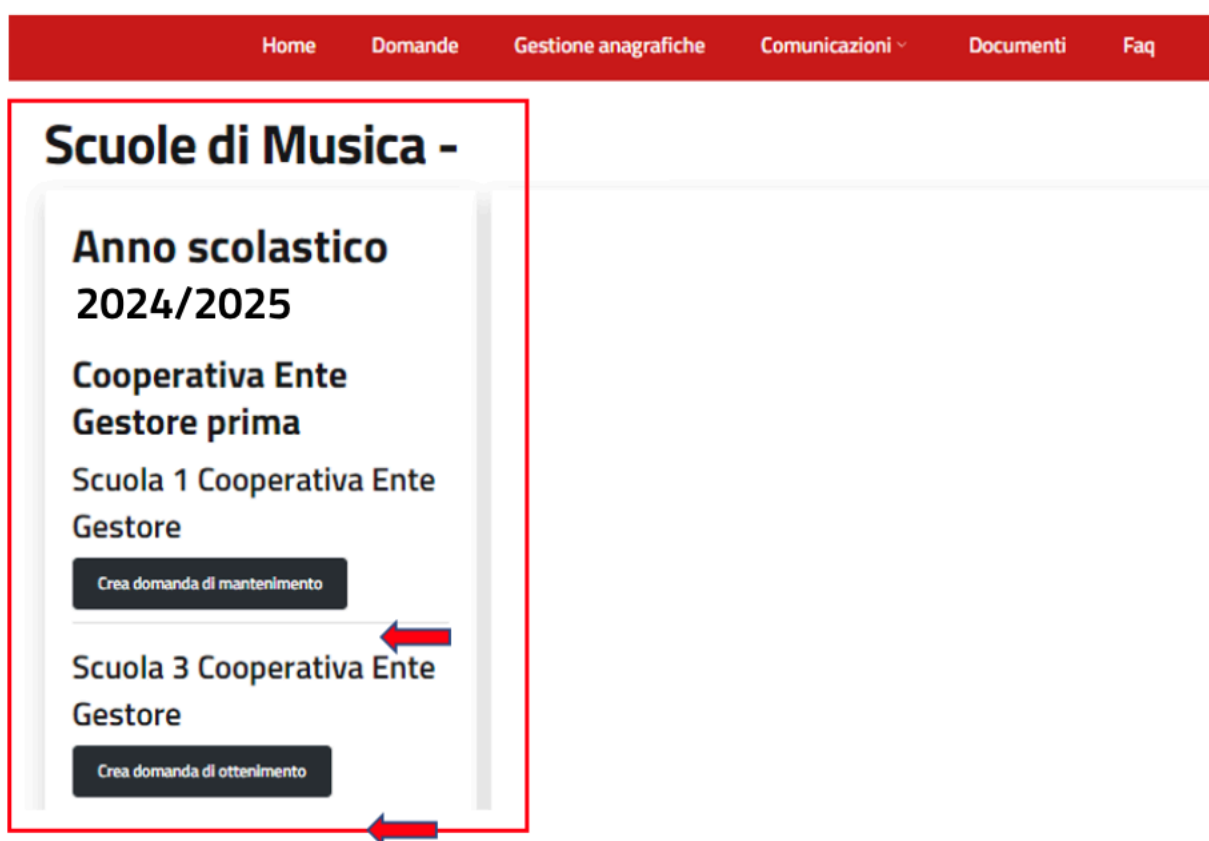 Home Domande Gestione anagrafiche Comunicazioni Documenti Faq
Scuole di Musica -
Anno scolastico
2024/2025
Cooperativa Ente
Gestore prima
Scuola 1 Cooperativa Ente
Gestore
Crea domanda di mantenimento
Scuola 3 Cooperativa Ente
Gestore
Crea domanda di ottenimento